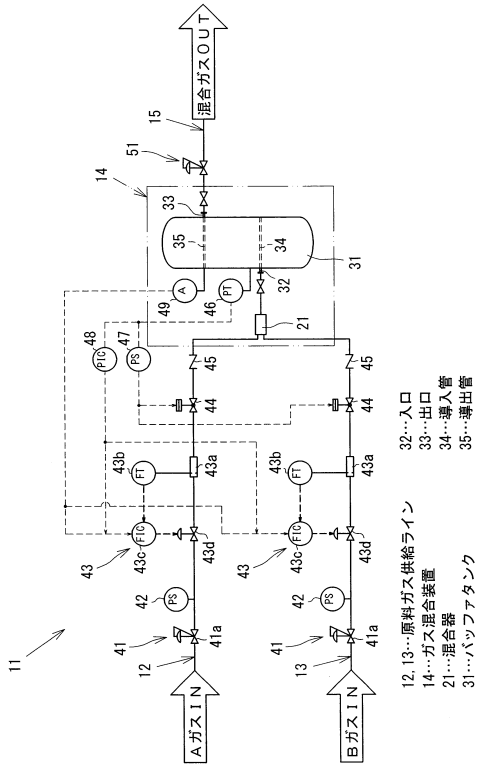 11
AガスIN
BガスIN
12
13
41
41a
41
41a
42
PS
42
PS
43
43c
FIC
43d
43b
FT
43a
43
43c
FIC
43d
43b
FT
43a
44
44
45
45
48
PIC
47
PS
49
A
46
PT
21
14
32
33
35
34
31
51
15
混合ガスOUT
12,13…原料ガス供給ライン
14…ガス混合装置
21…混合器
31…バッファタンク
32…入口
33…出口
34…導入管
35…導出管